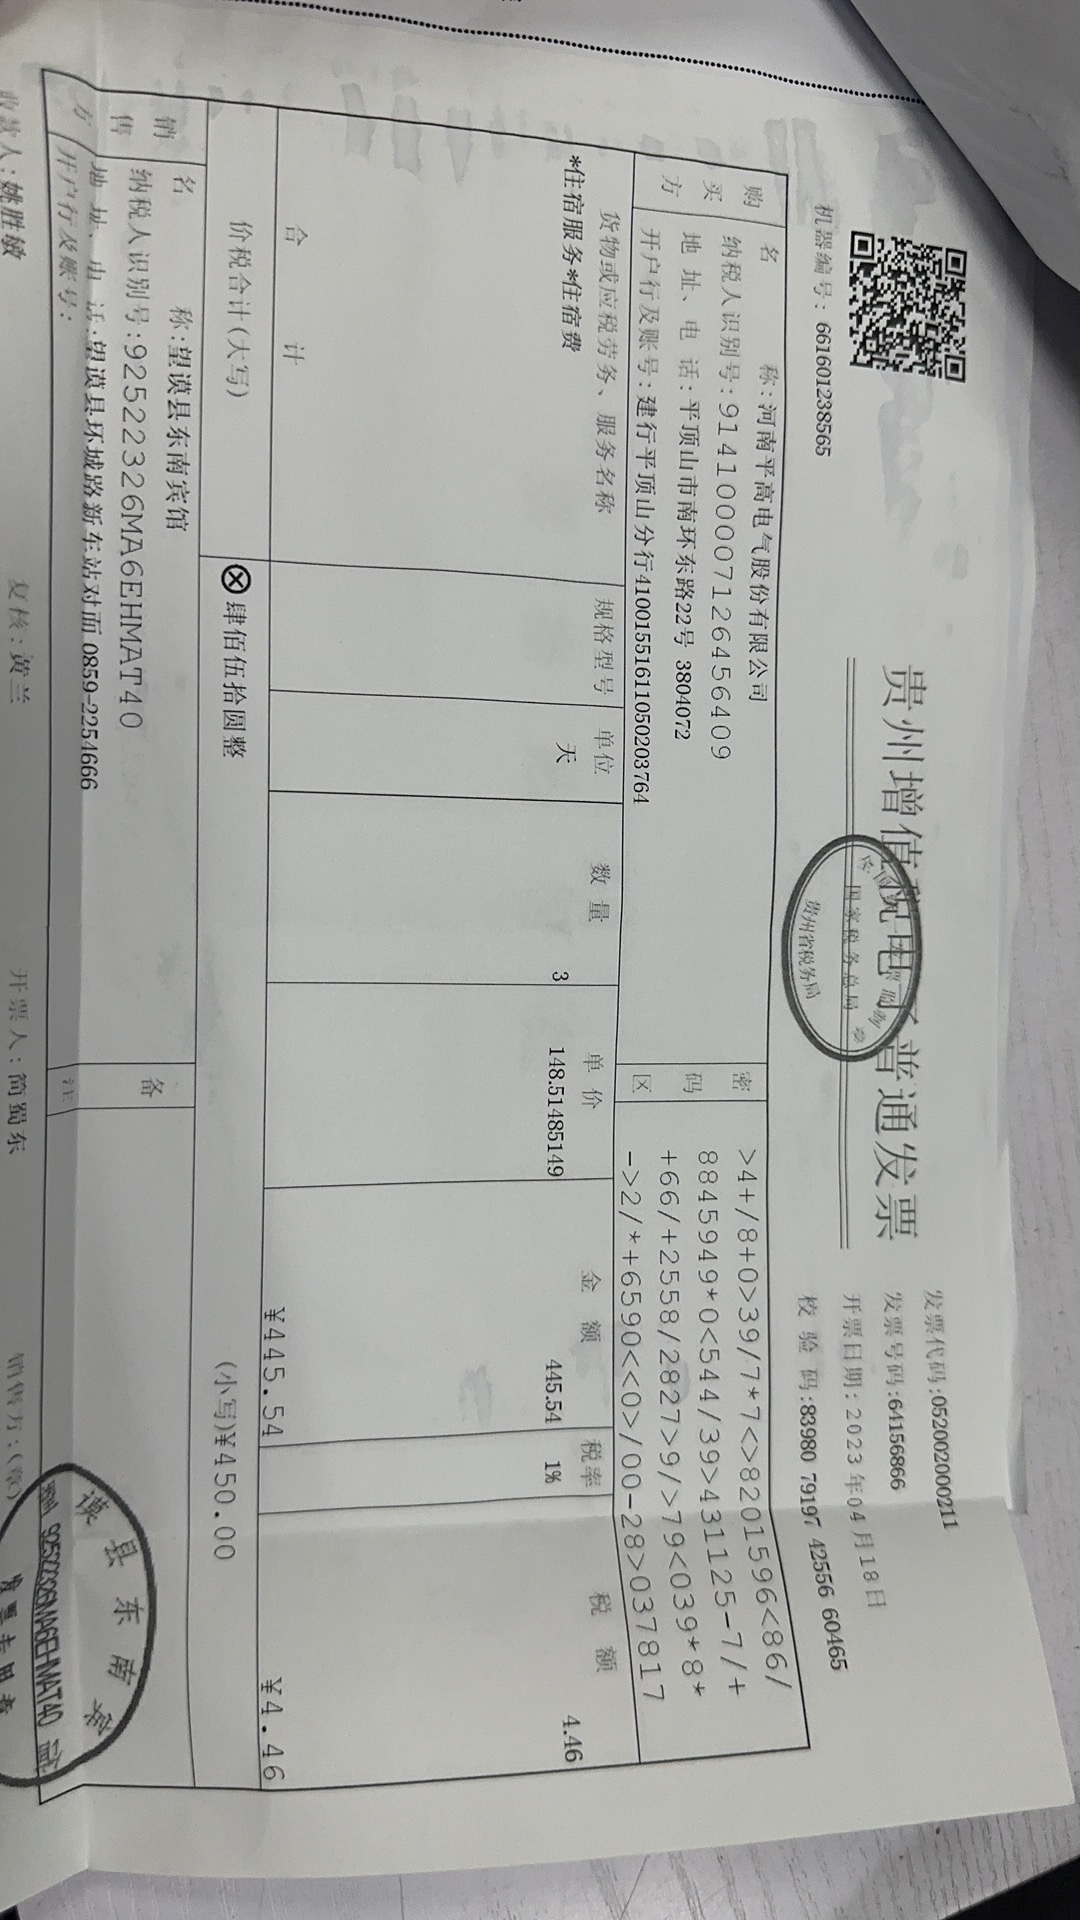 贵州增值税电子普通发票
国家税务总局
贵州省税务局
发票代码:052002000211
发票号码:64156866
开票日期:2023年04月18日
校验码:83980 79197 42556 60465
机器编号:661601238565
购买方
名称:河南平高电气股份有限公司
纳税人识别号:914100007126456409
地址、电话:平顶山市南环东路22号 3804072
开户行及账号:建行平顶山分行41001551611050203764
密码区
>4+/8+0>39/7*7<>8201596<86/
8845949*0<544/39>431125-7/+
+66/+2558/2827>9/>79<039*8*
->2/*+6590<<0>/00-28>037817
货物或应税劳务、服务名称 规格型号 单位 数量 单价 金额 税率 税额
*住宿服务*住宿费 天 3 148.51485149 445.54 1% 4.46
合计 ¥445.54 ¥4.46
价税合计(大写) ⊗肆佰伍拾圆整 (小写)¥450.00
销售方
名称:望谟县东南宾馆
纳税人识别号:92522326MA6EHMAT40
地址、电话:望谟县环城路新车站对面 0859-2254666
开户行及账号:
备注
收款人:姚胜敏 复核:黄兰 开票人:简蜀东 销售方:(章)
谟县东南宾
92522326MA6EHMAT40
发票专用章